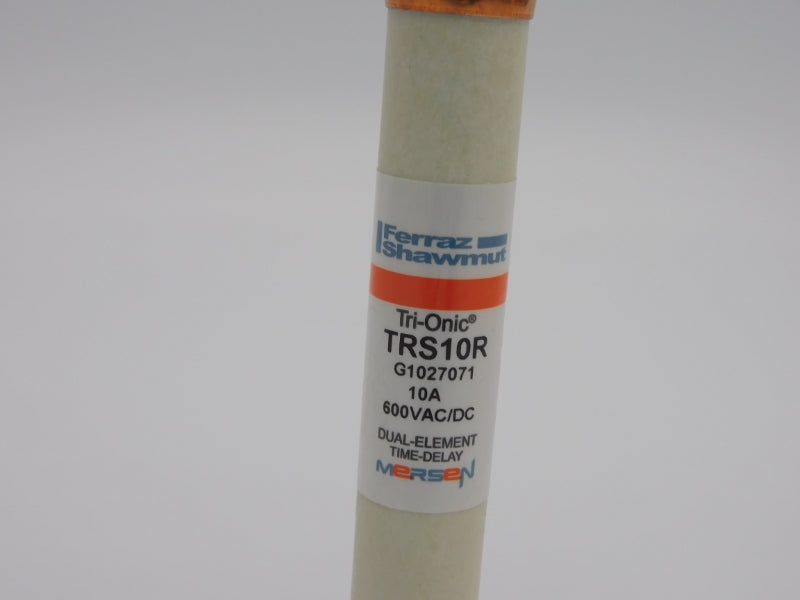 Ferraz
Shawmut
Tri-Onic®
TRS10R
G1027071
10A
600VAC/DC
DUAL-ELEMENT
TIME-DELAY
MERSEN